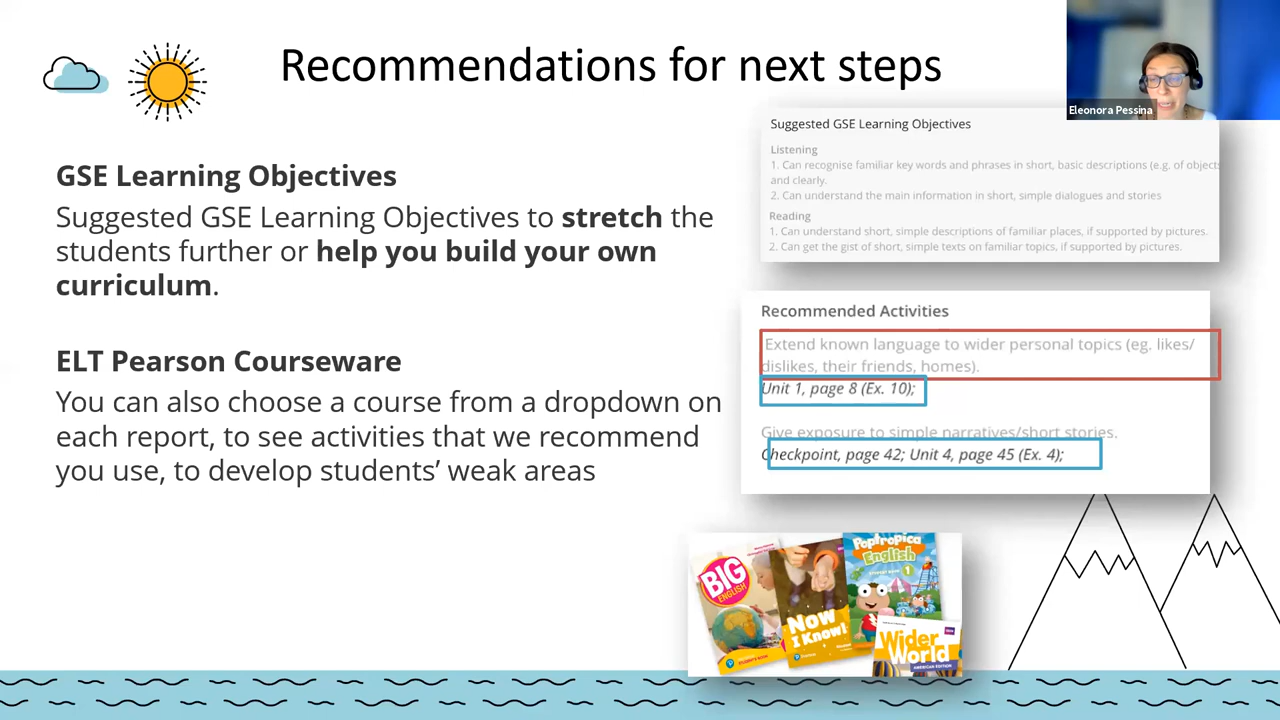 Recommendations for next steps
Eleonora Pessina
GSE Learning Objectives
Suggested GSE Learning Objectives to stretch the
students further or help you build your own
curriculum.
ELT Pearson Courseware
You can also choose a course from a dropdown on
each report, to see activities that we recommend
you use, to develop students’ weak areas
Suggested GSE Learning Objectives
Listening
1. Can recognise familiar key words and phrases in short, basic descriptions (e.g. of objects
and clearly.
2. Can understand the main information in short, simple dialogues and stories
Reading
1. Can understand short, simple descriptions of familiar places, if supported by pictures.
2. Can get the gist of short, simple texts on familiar topics, if supported by pictures.
Recommended Activities
Extend known language to wider personal topics (eg. likes/
dislikes, their friends, homes).
Unit 1, page 8 (Ex. 10);
Give exposure to simple narratives/short stories.
Checkpoint, page 42; Unit 4, page 45 (Ex. 4);
BIG
ENGLISH
Now
I Know!
Poptropica
English
1
Wider
World
AMERICAN EDITION